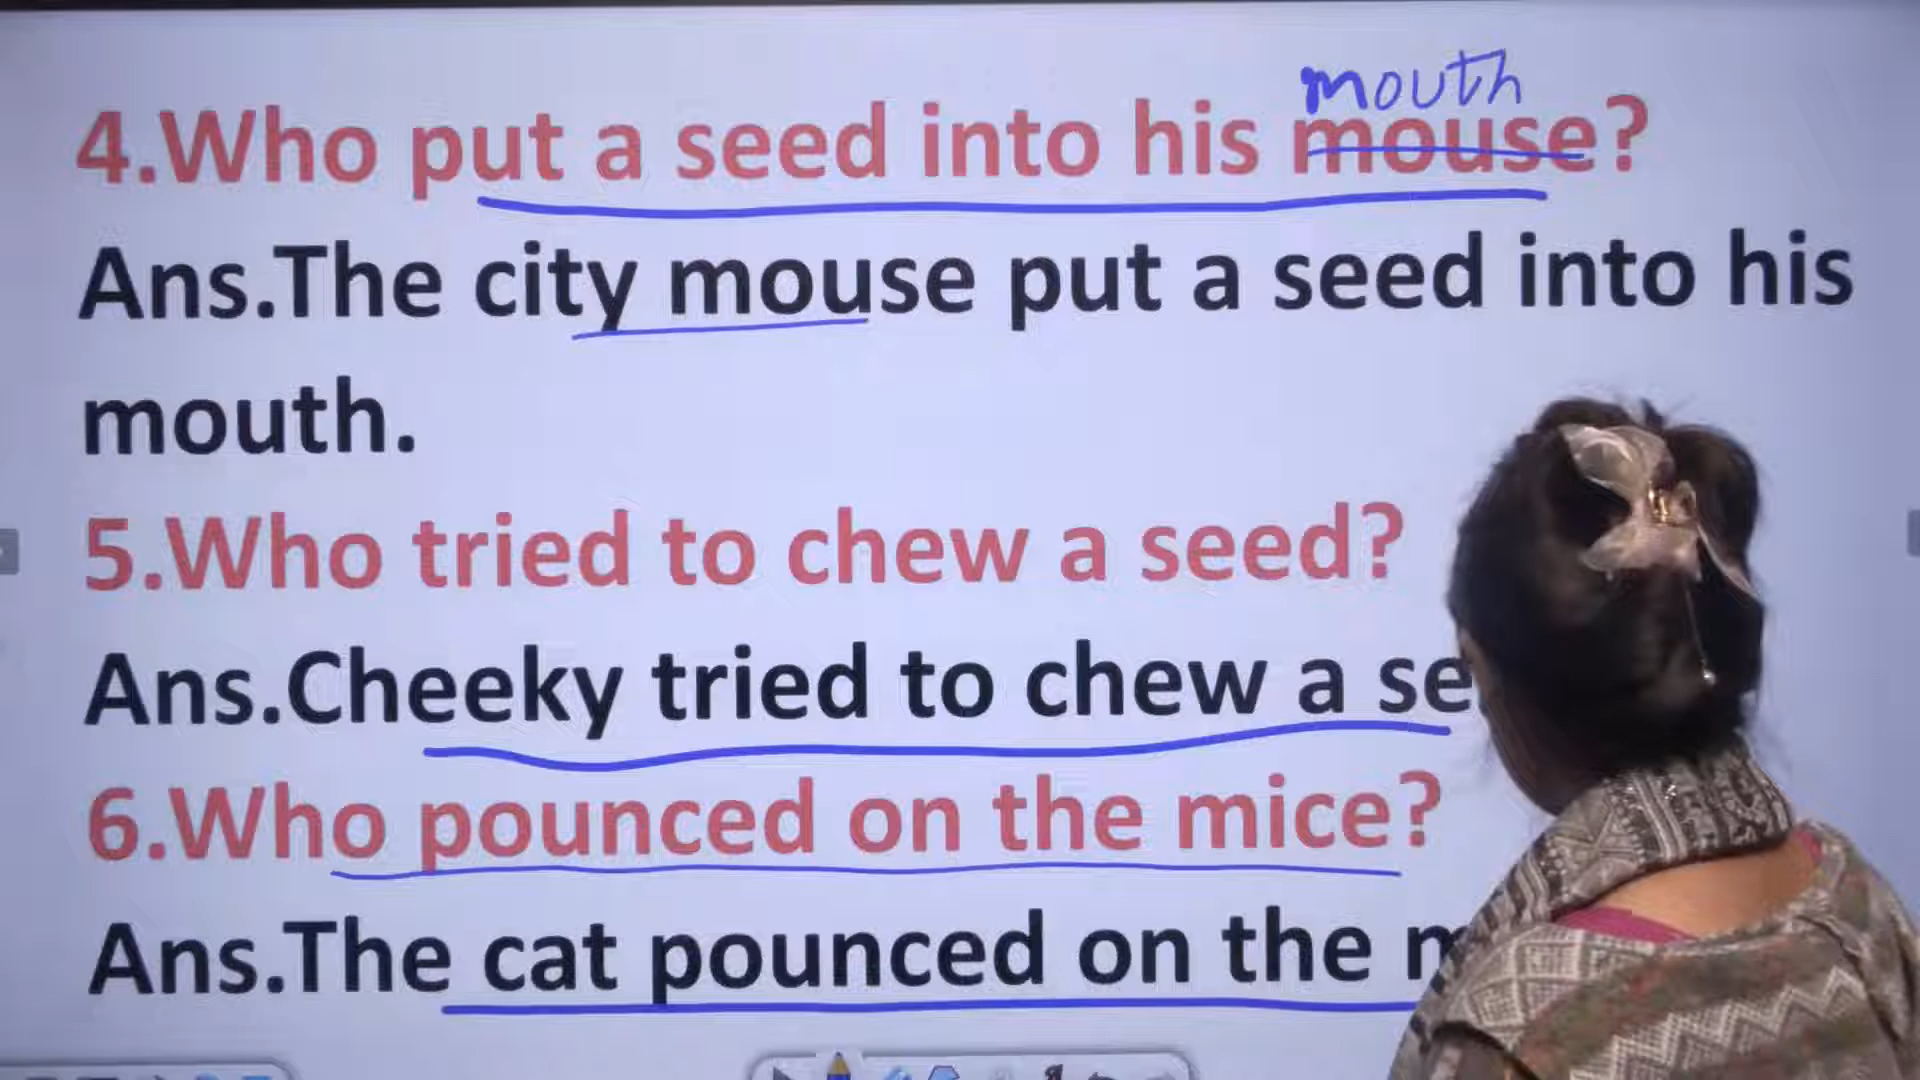 mouth
4.Who put a seed into his mouse?
Ans.The city mouse put a seed into his
mouth.
5.Who tried to chew a seed?
Ans.Cheeky tried to chew a se
6.Who pounced on the mice?
Ans.The cat pounced on the m